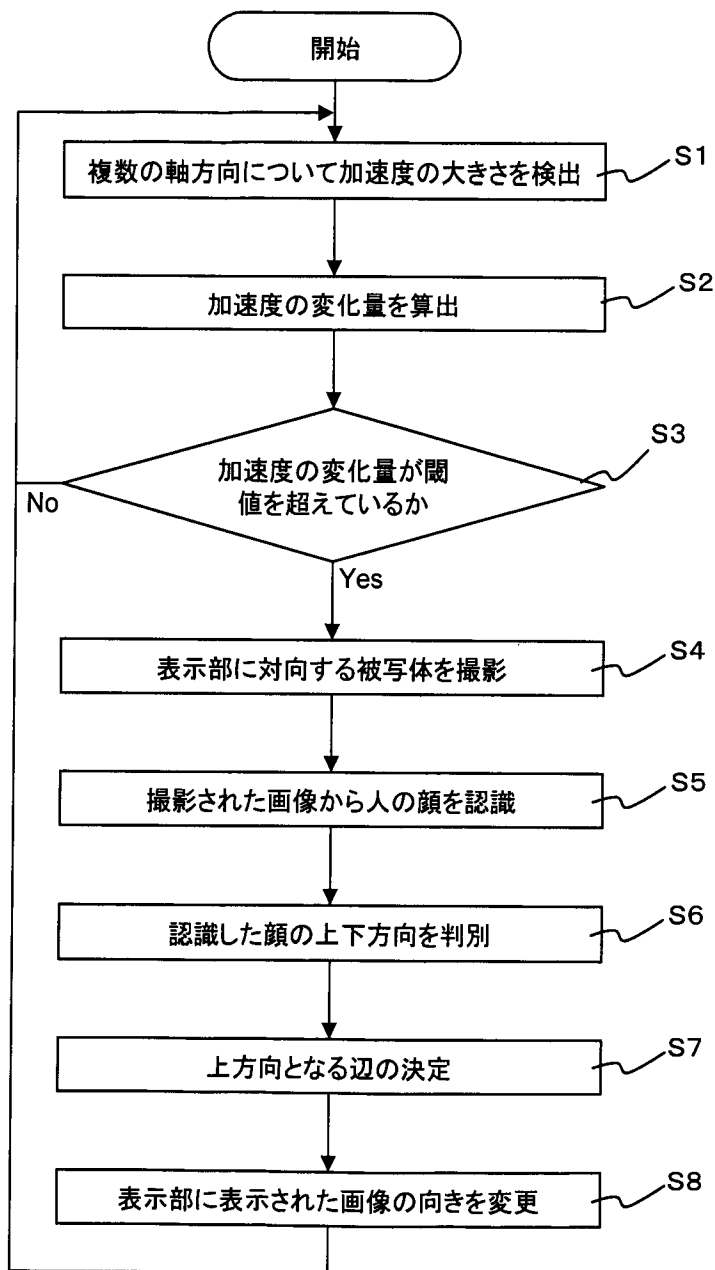 開始
複数の軸方向について加速度の大きさを検出
S1
加速度の変化量を算出
S2
加速度の変化量が閾
値を超えているか
S3
No
Yes
表示部に対向する被写体を撮影
S4
撮影された画像から人の顔を認識
S5
認識した顔の上下方向を判別
S6
上方向となる辺の決定
S7
表示部に表示された画像の向きを変更
S8